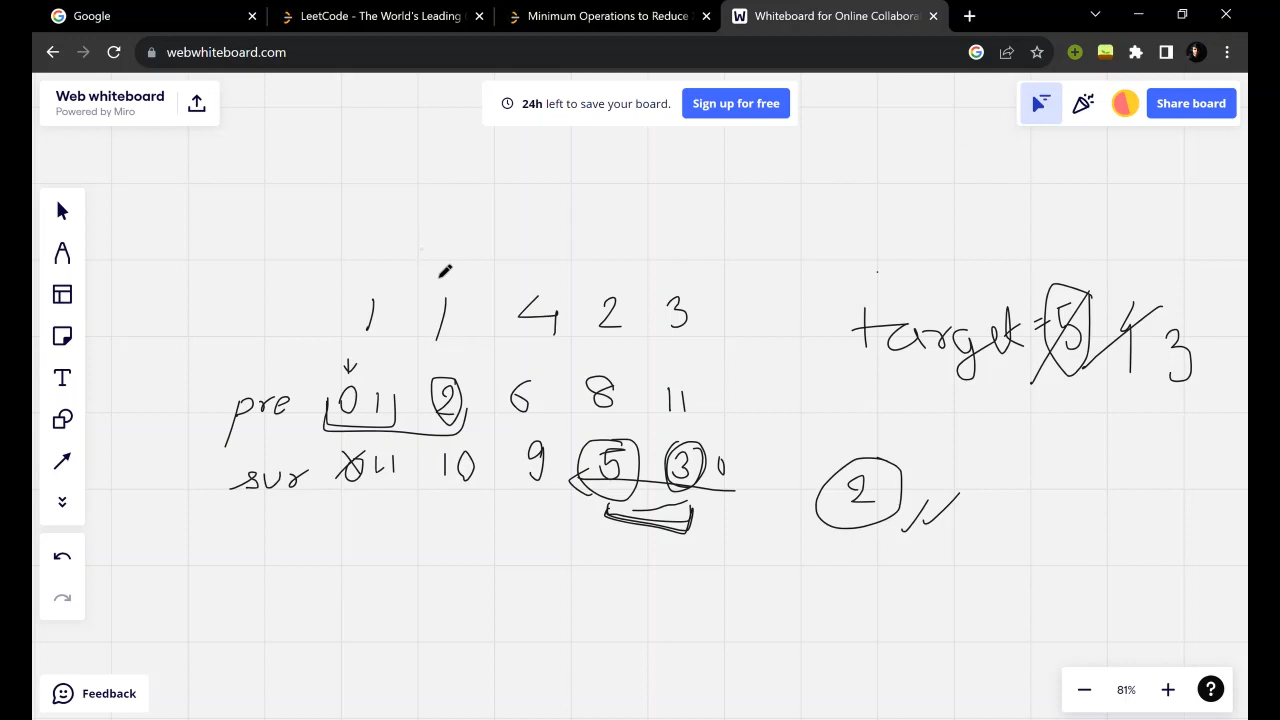 Google
LeetCode - The World's Leading
Minimum Operations to Reduce
Whiteboard for Online Collabora
webwhiteboard.com
Web whiteboard
Powered by Miro
24h left to save your board.
Sign up for free
Share board
1 1 4 2 3
target = 5 4 3
pre 0 1 2 6 8 11
sur 0 11 10 9 5 3 0
2
Feedback
81%